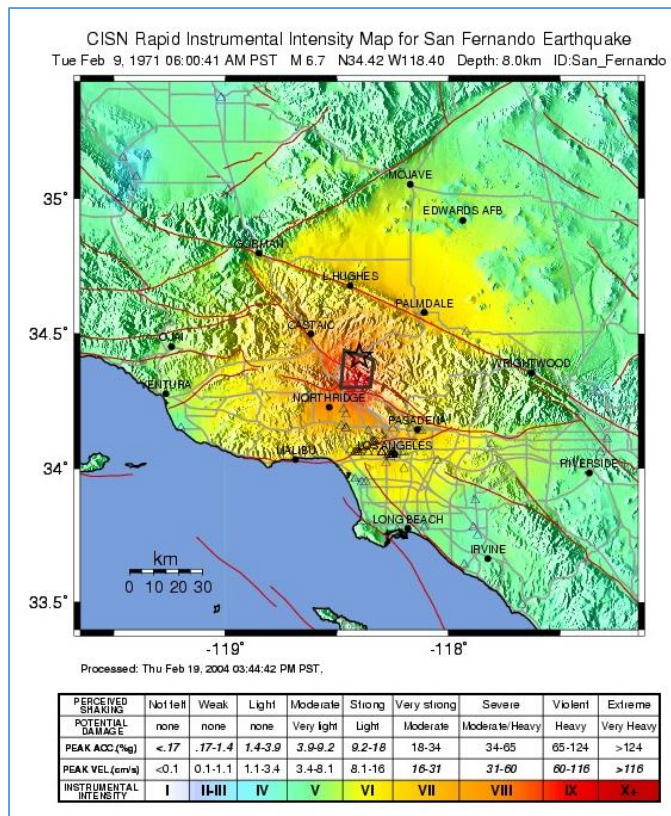 CISN Rapid Instrumental Intensity Map for San Fernando Earthquake
Tue Feb 9, 1971 06:00:41 AM PST M 6.7 N34.42 W118.40 Depth: 8.0km ID:San_Fernando
35°
MOJAVE
EDWARDS AFB
GORMAN
L.HUGHES
PALMDALE
34.5°
CASTAIC
OJAI
WRIGHTWOOD
VENTURA
NORTHRIDGE
PASADENA
LOS ANGELES
34°
MALIBU
RIVERSIDE
LONG BEACH
IRVINE
km
0 10 20 30
33.5°
-119° -118°
Processed: Thu Feb 19, 2004 03:44:42 PM PST,
PERCEIVED SHAKING Not felt Weak Light Moderate Strong Very strong Severe Violent Extreme
POTENTIAL DAMAGE none none none Very light Light Moderate Moderate/Heavy Heavy Very Heavy
PEAK ACC.(%g) <.17 .17-1.4 1.4-3.9 3.9-9.2 9.2-18 18-34 34-65 65-124 >124
PEAK VEL.(cm/s) <0.1 0.1-1.1 1.1-3.4 3.4-8.1 8.1-16 16-31 31-60 60-116 >116
INSTRUMENTAL INTENSITY I II-III IV V VI VII VIII IX X+